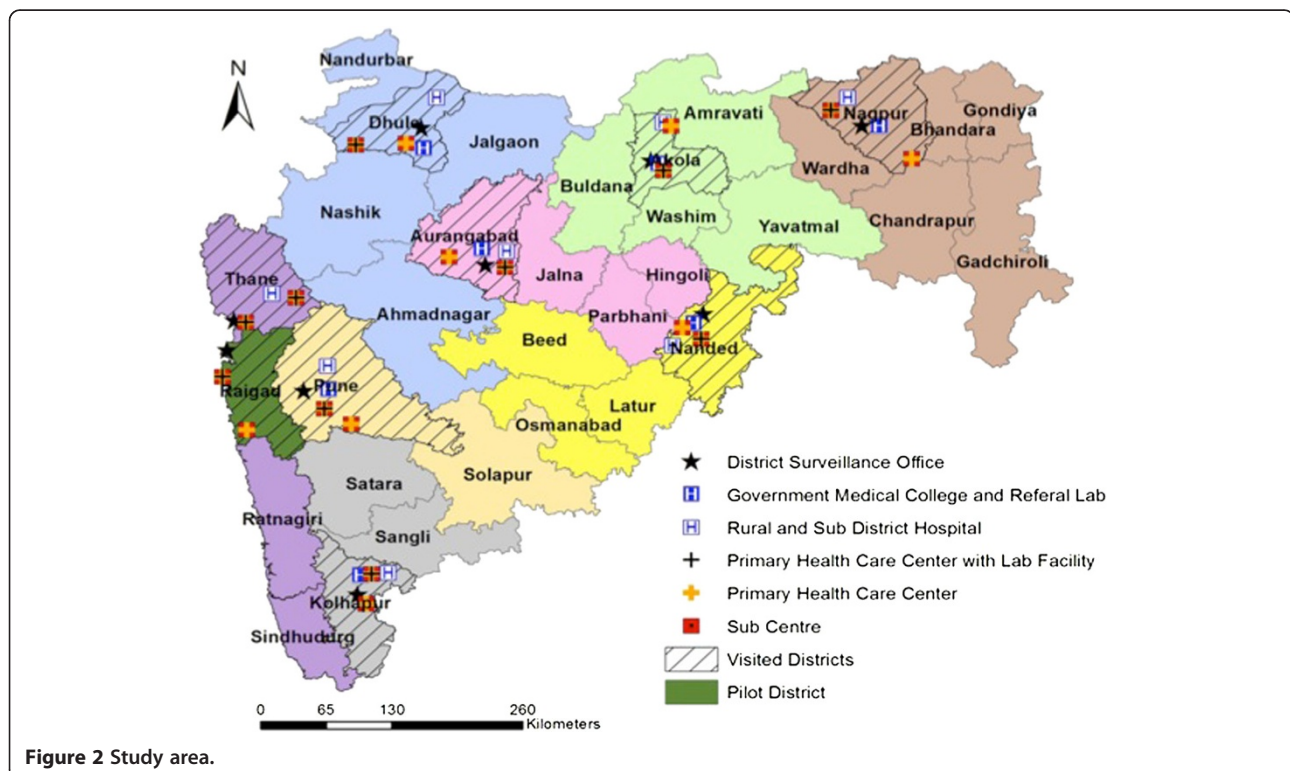 Nandurbar
N
Dhule
Jalgaon
Amravati
Nagpur
Gondiya
Bhandara
Akola
Wardha
Buldana
Nashik
Washim
Yavatmal
Chandrapur
Aurangabad
Gadchiroli
Thane
Jalna
Hingoli
Ahmadnagar
Parbhani
Beed
Nanded
Raigad
Pune
Latur
Osmanabad
Solapur
Satara
Ratnagiri
Sangli
Kolhapur
Sindhudurg
District Surveillance Office
H Government Medical College and Referal Lab
H Rural and Sub District Hospital
Primary Health Care Center with Lab Facility
Primary Health Care Center
Sub Centre
Visited Districts
Pilot District
0 65 130 260
Kilometers
Figure 2 Study area.